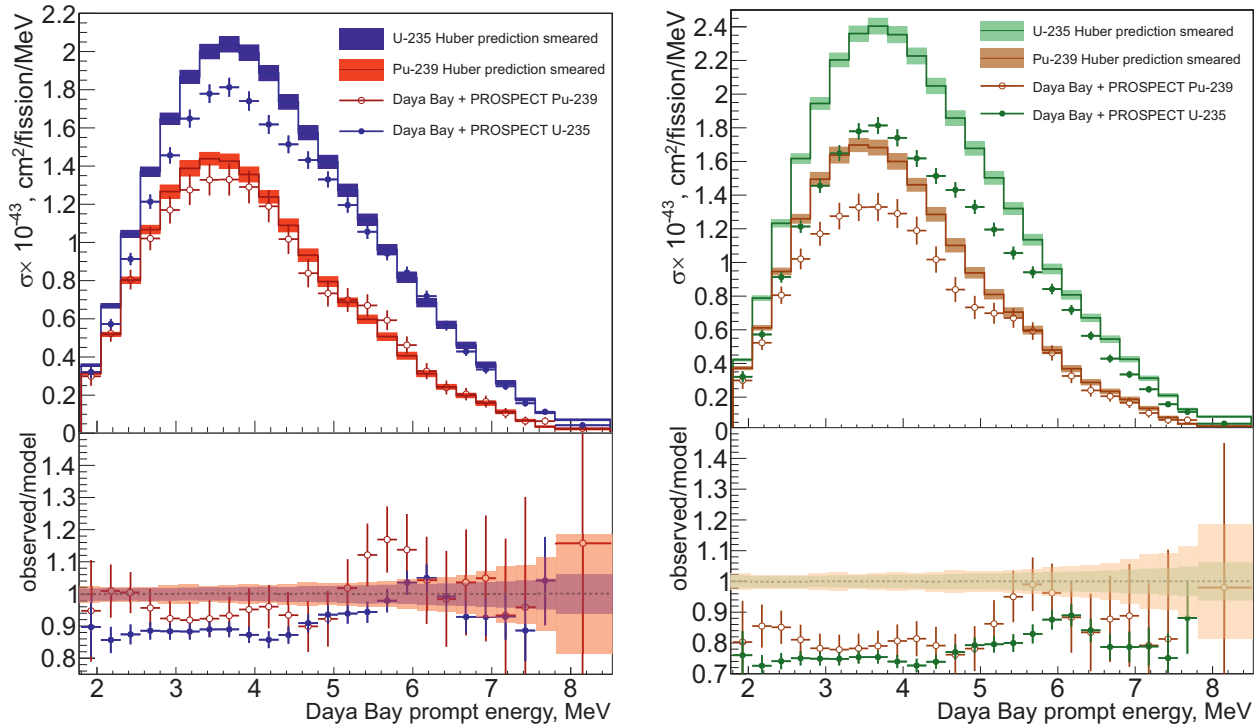 σ× 10⁻⁴³, cm²/fission/MeV
2.2
2
1.8
1.6
1.4
1.2
1
0.8
0.6
0.4
0.2
0
U-235 Huber prediction smeared
Pu-239 Huber prediction smeared
Daya Bay + PROSPECT Pu-239
Daya Bay + PROSPECT U-235
observed/model
1.4
1.3
1.2
1.1
1
0.9
0.8
2 3 4 5 6 7 8
Daya Bay prompt energy, MeV
σ× 10⁻⁴³, cm²/fission/MeV
2.4
2.2
2
1.8
1.6
1.4
1.2
1
0.8
0.6
0.4
0.2
0
U-235 Huber prediction smeared
Pu-239 Huber prediction smeared
Daya Bay + PROSPECT Pu-239
Daya Bay + PROSPECT U-235
observed/model
1.4
1.3
1.2
1.1
1
0.9
0.8
0.7
2 3 4 5 6 7 8
Daya Bay prompt energy, MeV